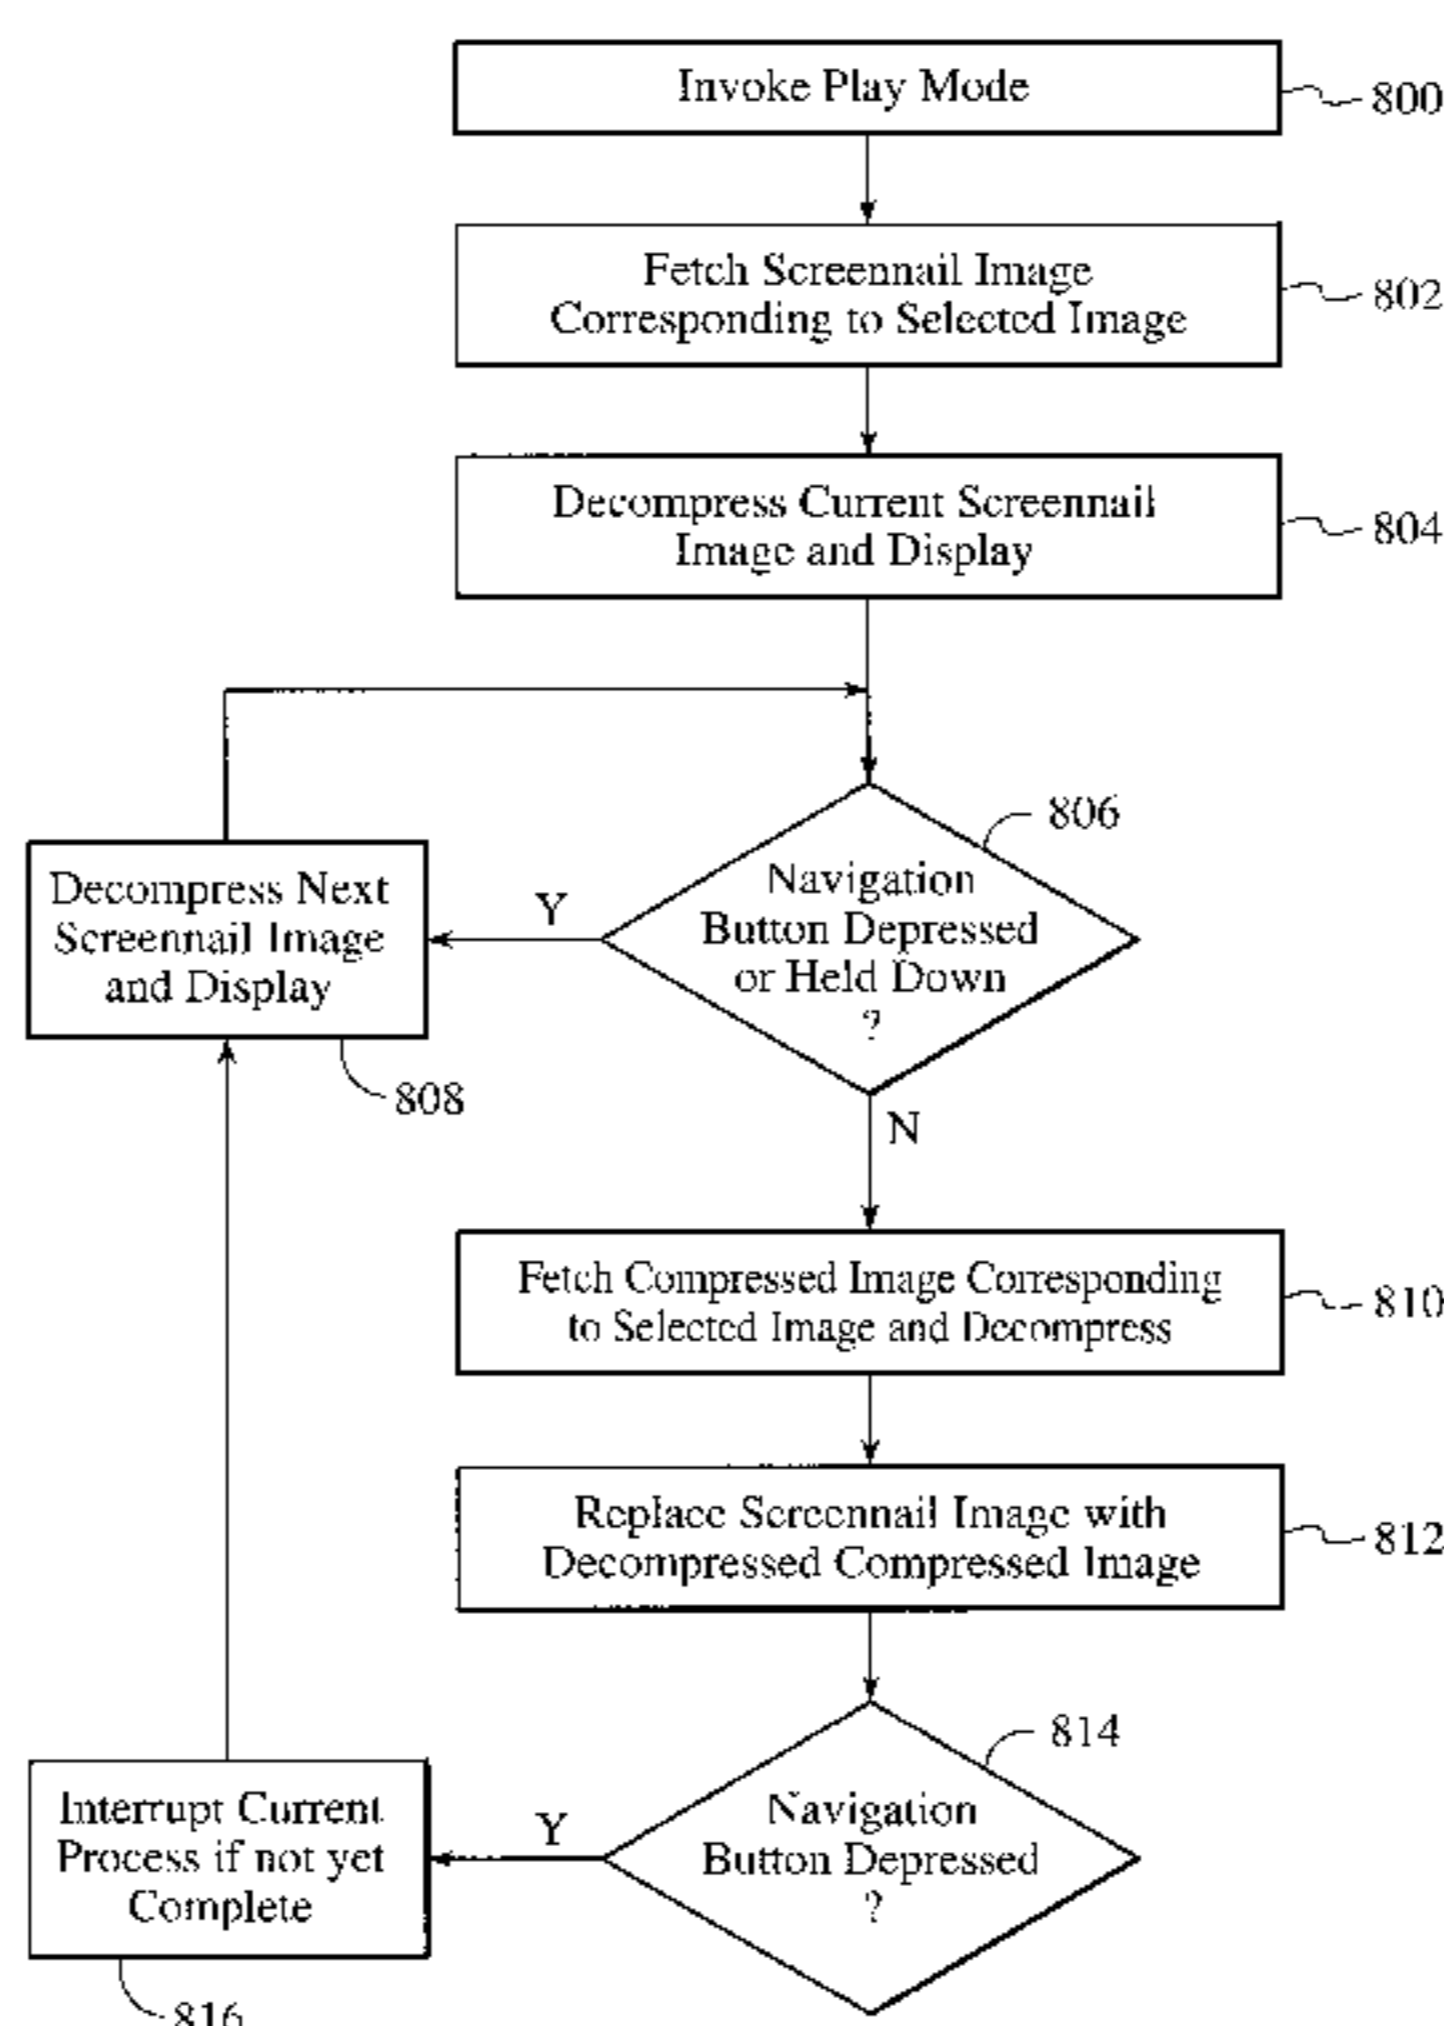 Invoke Play Mode
800
Fetch Screennail Image
Corresponding to Selected Image
802
Decompress Current Screennail
Image and Display
804
806
Navigation
Button Depressed
or Held Down
?
Y
Decompress Next
Screennail Image
and Display
808
N
Fetch Compressed Image Corresponding
to Selected Image and Decompress
810
Replace Screennail Image with
Decompressed Compressed Image
812
814
Navigation
Button Depressed
?
Y
Interrupt Current
Process if not yet
Complete
816